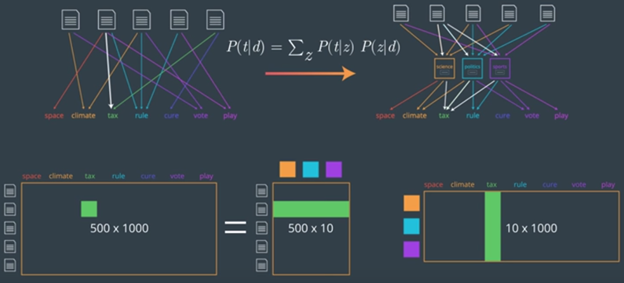 P(t|d) = ∑z P(t|z) P(z|d)
space climate tax rule cure vote play
science politics sports
space climate tax rule cure vote play
space climate tax rule cure vote play
500 x 1000
=
500 x 10
space climate tax rule cure vote play
10 x 1000